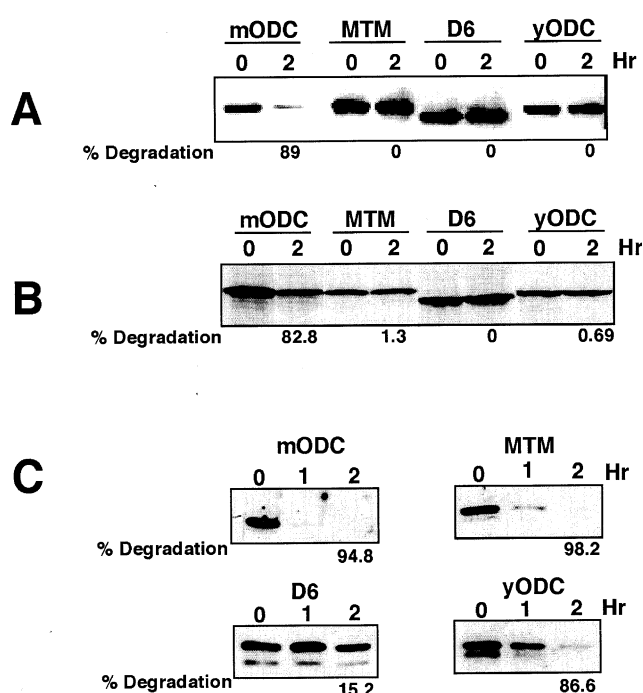 mODC MTM D6 yODC
0 2 0 2 0 2 0 2 Hr
A
% Degradation 89 0 0 0
mODC MTM D6 yODC
0 2 0 2 0 2 0 2 Hr
B
% Degradation 82.8 1.3 0 0.69
C
mODC MTM
0 1 2 0 1 2 Hr
% Degradation 94.8 98.2
D6 yODC
0 1 2 0 1 2 Hr
% Degradation 15.2 86.6